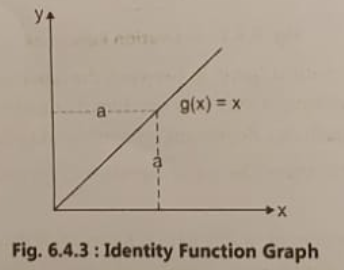 y
a
g(x) = x
a
x
Fig. 6.4.3 : Identity Function Graph